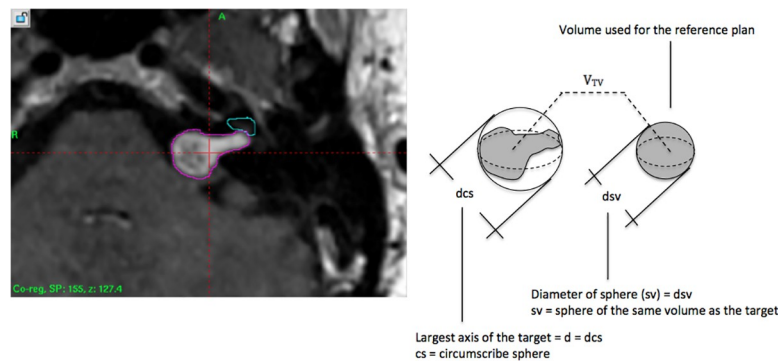 A
R
Co-reg, SP: 155, z: 127.4
Volume used for the reference plan
V_TV
dcs
dsv
Diameter of sphere (sv) = dsv
sv = sphere of the same volume as the target
Largest axis of the target = d = dcs
cs = circumscribe sphere